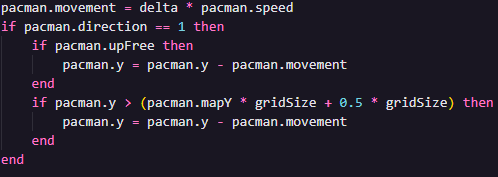 pacman.movement = delta * pacman.speed
if pacman.direction == 1 then
    if pacman.upFree then
        pacman.y = pacman.y - pacman.movement
    end
    if pacman.y > (pacman.mapY * gridSize + 0.5 * gridSize) then
        pacman.y = pacman.y - pacman.movement
    end
end